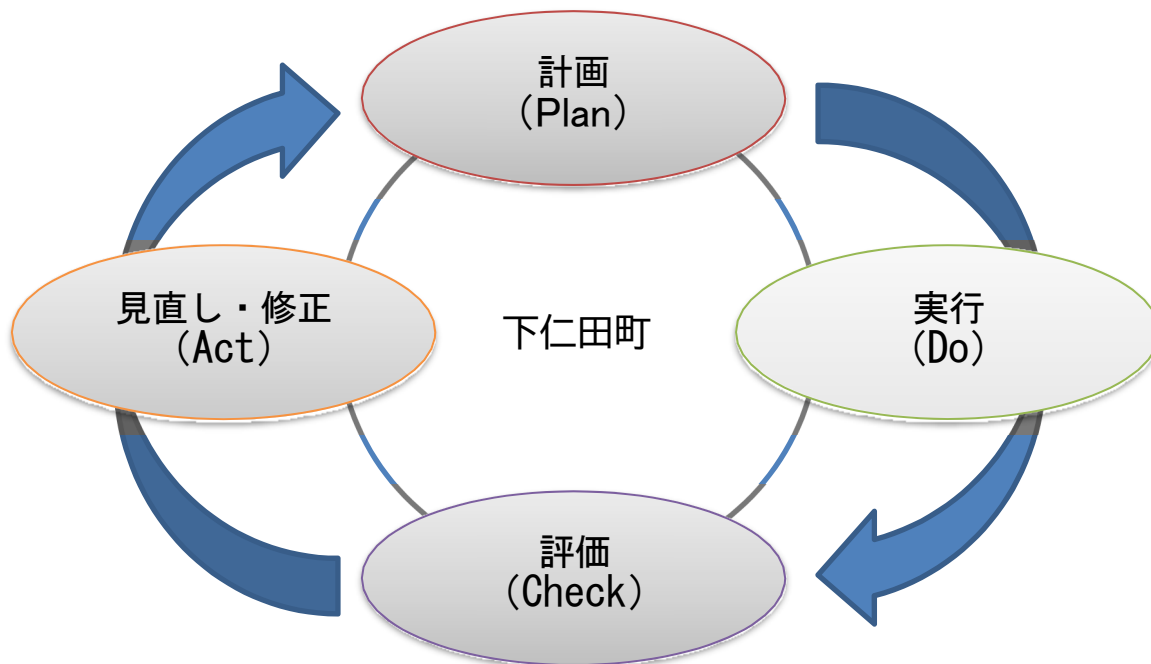 計画
（Plan）
見直し・修正
（Act）
下仁田町
実行
（Do）
評価
（Check）